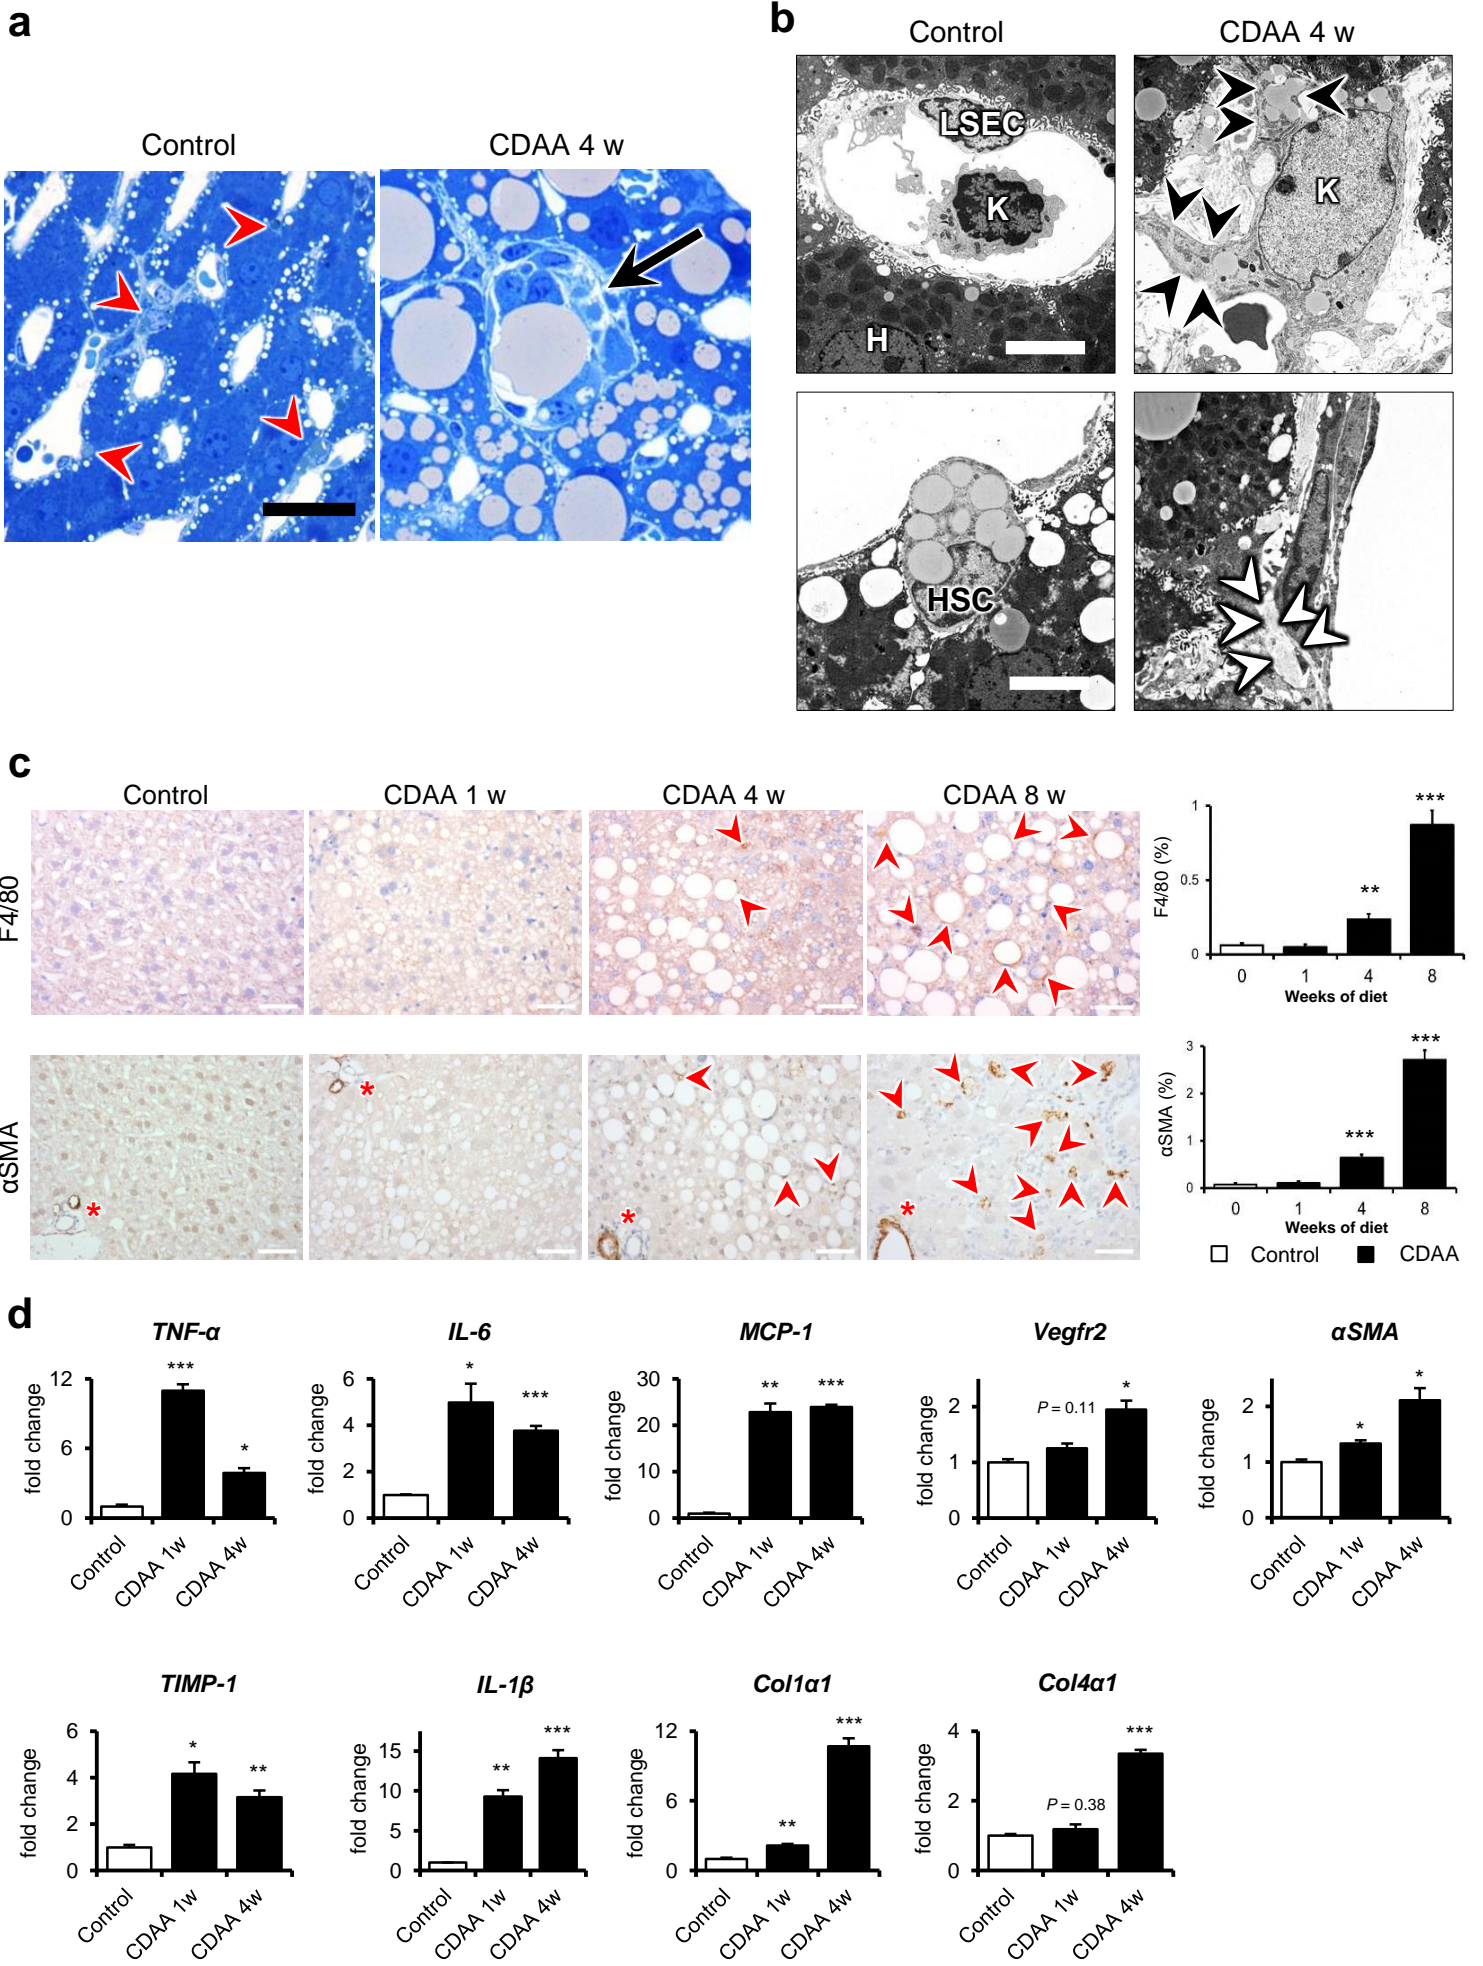 a
Control
CDAA 4 w
b
Control
CDAA 4 w
LSEC
K
H
K
HSC
c
Control
CDAA 1 w
CDAA 4 w
CDAA 8 w
F4/80
*
*
*
*
αSMA
F4/80 (%)
1
0.5
0
**
***
0 1 4 8
Weeks of diet
αSMA (%)
3
2
1
0
***
***
0 1 4 8
Weeks of diet
Control CDAA
d
TNF-α
fold change
12
6
0
***
*
Control
CDAA 1w
CDAA 4w
IL-6
fold change
6
4
2
0
*
***
Control
CDAA 1w
CDAA 4w
MCP-1
fold change
30
20
10
0
**
***
Control
CDAA 1w
CDAA 4w
Vegfr2
fold change
2
1
0
P = 0.11
*
Control
CDAA 1w
CDAA 4w
αSMA
fold change
2
1
0
*
*
Control
CDAA 1w
CDAA 4w
TIMP-1
fold change
6
4
2
0
*
**
Control
CDAA 1w
CDAA 4w
IL-1β
fold change
15
10
5
0
**
***
Control
CDAA 1w
CDAA 4w
Col1α1
fold change
12
6
0
**
***
Control
CDAA 1w
CDAA 4w
Col4α1
fold change
4
2
0
P = 0.38
***
Control
CDAA 1w
CDAA 4w